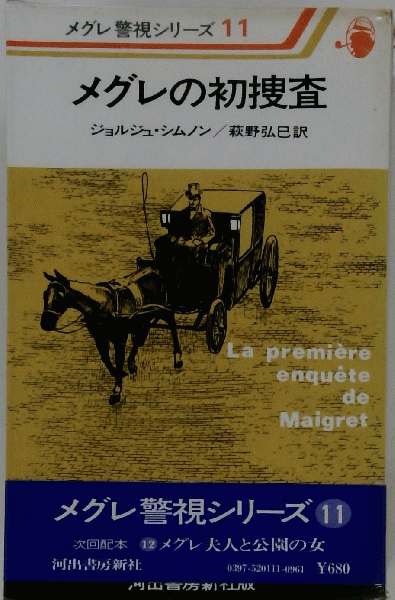 メグレ警視シリーズ 11
メグレの初捜査
ジョルジュ・シムノン／萩野弘巳訳
La première
enquête
de
Maigret
メグレ警視シリーズ 11
次回配本 12 メグレ夫人と公園の女
河出書房新社 0397-520111-0961 ¥680
河出書房新社版